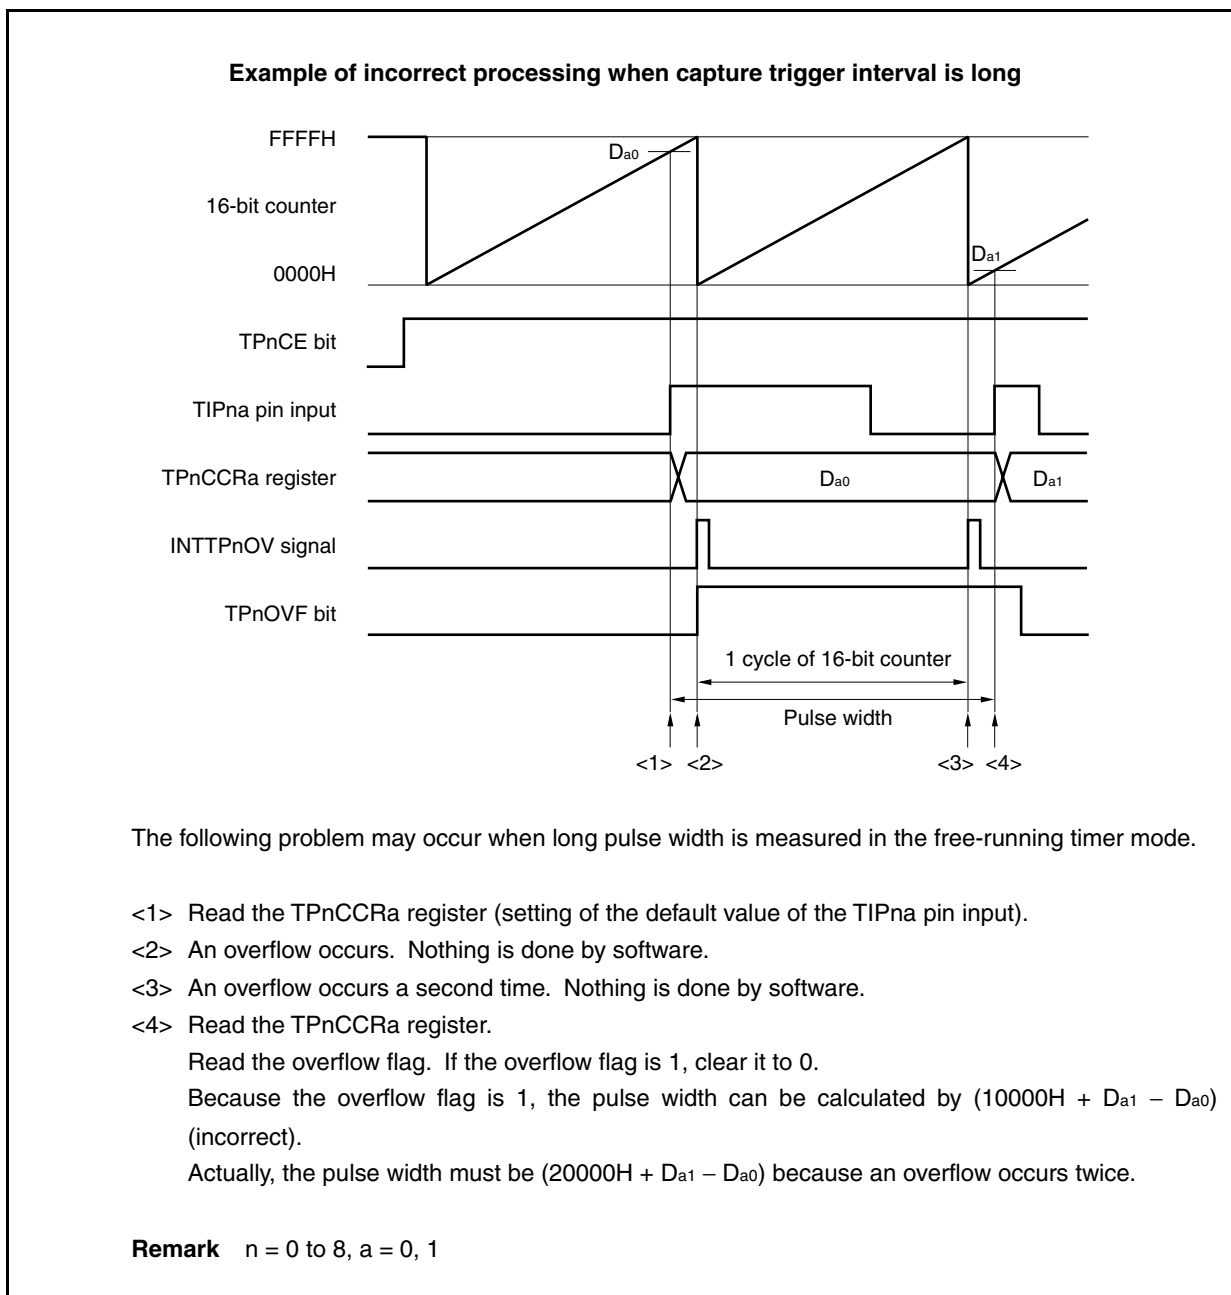 Example of incorrect processing when capture trigger interval is long
FFFFH
Da0
16-bit counter
Da1
0000H
TPnCE bit
TIPna pin input
TPnCCRa register
Da0
Da1
INTTPnOV signal
TPnOVF bit
1 cycle of 16-bit counter
Pulse width
<1> <2> <3> <4>
The following problem may occur when long pulse width is measured in the free-running timer mode.
<1> Read the TPnCCRa register (setting of the default value of the TIPna pin input).
<2> An overflow occurs. Nothing is done by software.
<3> An overflow occurs a second time. Nothing is done by software.
<4> Read the TPnCCRa register.
Read the overflow flag. If the overflow flag is 1, clear it to 0.
Because the overflow flag is 1, the pulse width can be calculated by (10000H + Da1 – Da0)
(incorrect).
Actually, the pulse width must be (20000H + Da1 – Da0) because an overflow occurs twice.
Remark n = 0 to 8, a = 0, 1